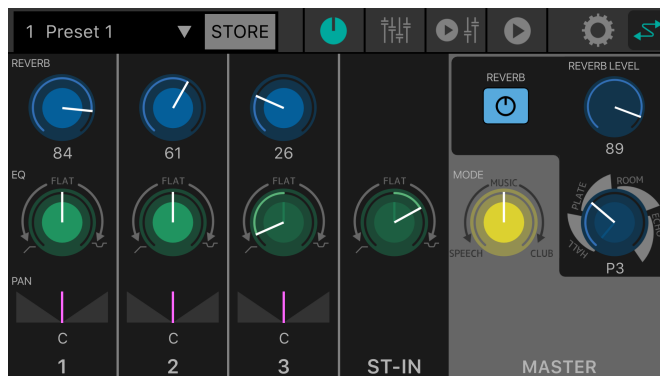 1 Preset 1 ▼ STORE
REVERB
84
61
26
REVERB
REVERB LEVEL
89
EQ
FLAT
FLAT
FLAT
FLAT
MODE
MUSIC
SPEECH
CLUB
PLATE
ROOM
HALL
ECHO
P3
PAN
C
C
C
1
2
3
ST-IN
MASTER